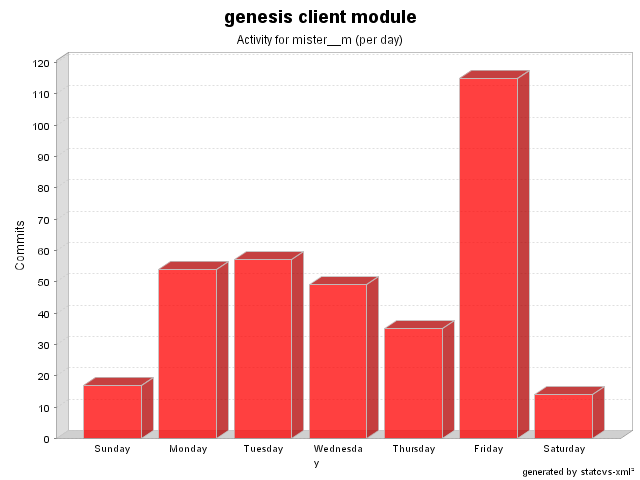 genesis client module
Activity for mister__m (per day)
Commits
120
110
100
90
80
70
60
50
40
30
20
10
0
Sunday
Monday
Tuesday
Wednesda
y
Thursday
Friday
Saturday
generated by statcvs-xml²